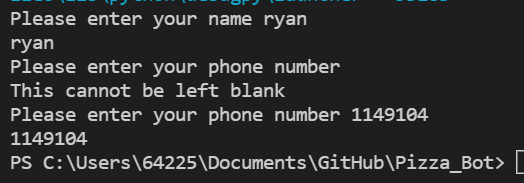 Please enter your name ryan
ryan
Please enter your phone number
This cannot be left blank
Please enter your phone number 1149104
1149104
PS C:\Users\64225\Documents\GitHub\Pizza_Bot>